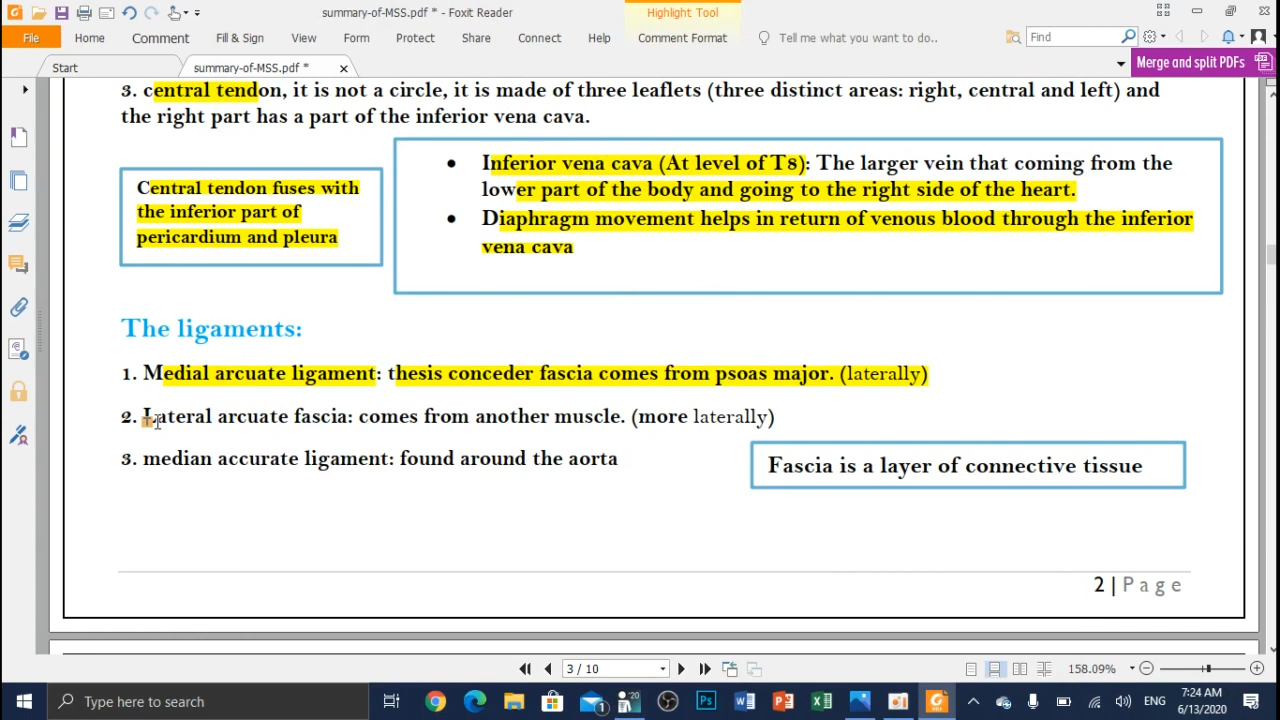 summary-of-MSS.pdf * - Foxit Reader
Highlight Tool
File Home Comment Fill & Sign View Form Protect Share Connect Help Comment Format Tell me what you want to do.. Find
Start summary-of-MSS.pdf *
Merge and split PDFs
3. central tendon, it is not a circle, it is made of three leaflets (three distinct areas: right, central and left) and
the right part has a part of the inferior vena cava.
Central tendon fuses with
the inferior part of
pericardium and pleura
• Inferior vena cava (At level of T8): The larger vein that coming from the
lower part of the body and going to the right side of the heart.
• Diaphragm movement helps in return of venous blood through the inferior
vena cava
The ligaments:
1. Medial arcuate ligament: thesis conceder fascia comes from psoas major. (laterally)
2. Lateral arcuate fascia: comes from another muscle. (more laterally)
3. median accurate ligament: found around the aorta
Fascia is a layer of connective tissue
2 | Page
3 / 10
158.09%
Type here to search
ENG
7:24 AM
6/13/2020